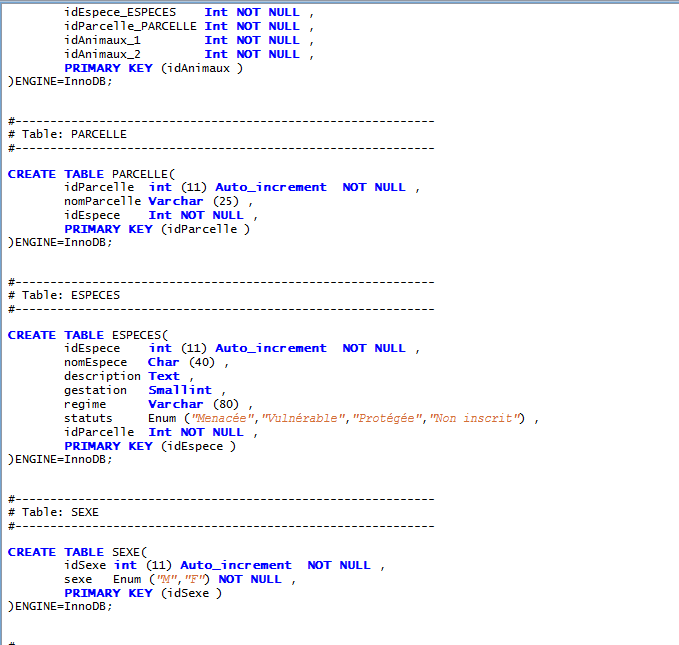 idEspece_ESPECES    Int NOT NULL ,
idParcelle_PARCELLE Int NOT NULL ,
idAnimaux_1         Int NOT NULL ,
idAnimaux_2         Int NOT NULL ,
PRIMARY KEY (idAnimaux )
)ENGINE=InnoDB;
#------------------------------------------------------------
# Table: PARCELLE
#------------------------------------------------------------
CREATE TABLE PARCELLE(
idParcelle  int (11) Auto_increment  NOT NULL ,
nomParcelle Varchar (25) ,
idEspece    Int NOT NULL ,
PRIMARY KEY (idParcelle )
)ENGINE=InnoDB;
#------------------------------------------------------------
# Table: ESPECES
#------------------------------------------------------------
CREATE TABLE ESPECES(
idEspece    int (11) Auto_increment  NOT NULL ,
nomEspece   Char (40) ,
description Text ,
gestation   Smallint ,
regime      Varchar (80) ,
statuts     Enum ("Menacée","Vulnérable","Protégée","Non inscrit") ,
idParcelle  Int NOT NULL ,
PRIMARY KEY (idEspece )
)ENGINE=InnoDB;
#------------------------------------------------------------
# Table: SEXE
#------------------------------------------------------------
CREATE TABLE SEXE(
idSexe int (11) Auto_increment  NOT NULL ,
sexe   Enum ("M","F") NOT NULL ,
PRIMARY KEY (idSexe )
)ENGINE=InnoDB;